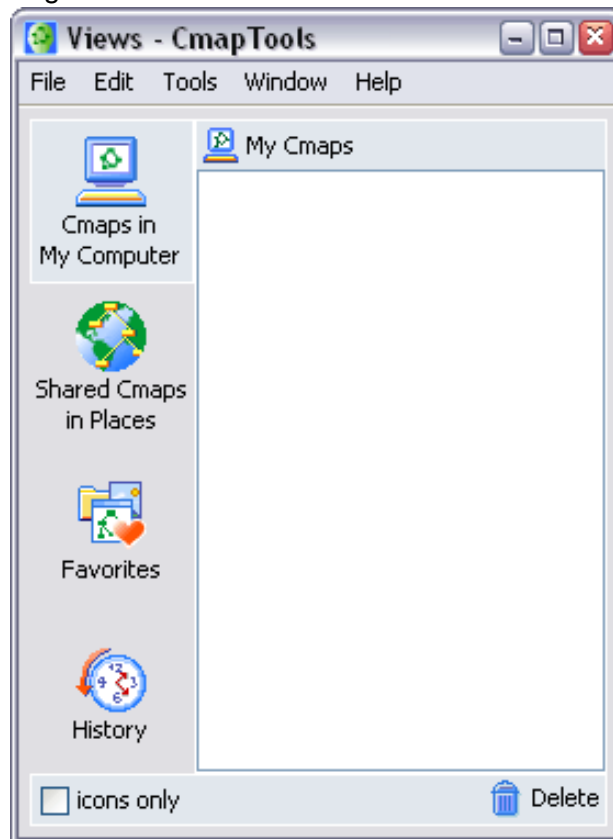 Views - CmapTools
File Edit Tools Window Help
My Cmaps
Cmaps in
My Computer
Shared Cmaps
in Places
Favorites
History
icons only
Delete